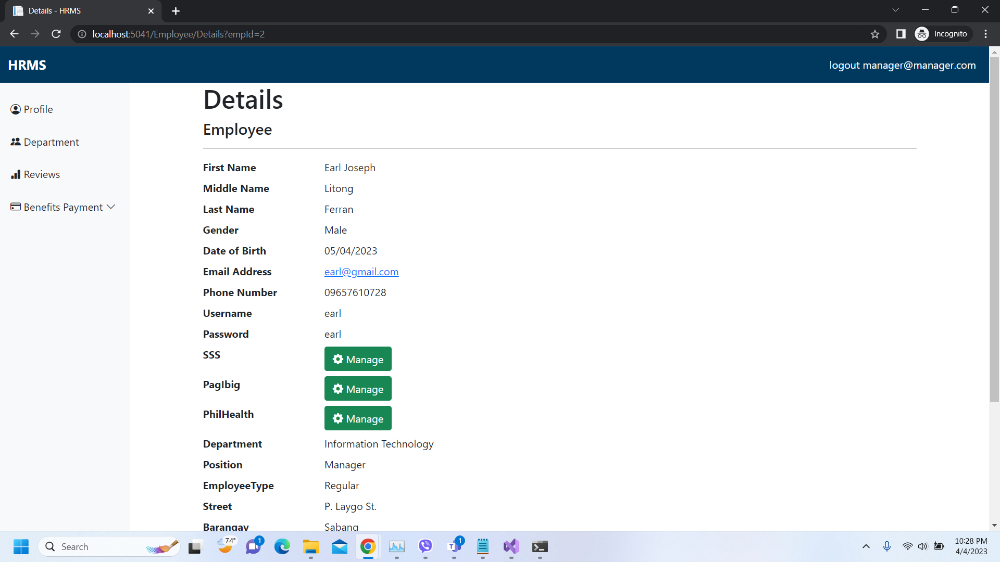 Details - HRMS
localhost:5041/Employee/Details?empId=2
Incognito
HRMS
logout manager@manager.com
Profile
Department
Reviews
Benefits Payment
Details
Employee
First Name Earl Joseph
Middle Name Litong
Last Name Ferran
Gender Male
Date of Birth 05/04/2023
Email Address earl@gmail.com
Phone Number 09657610728
Username earl
Password earl
SSS Manage
PagIbig Manage
PhilHealth Manage
Department Information Technology
Position Manager
EmployeeType Regular
Street P. Laygo St.
Barangay Sabang
Search
74°
1
1
10:28 PM
4/4/2023